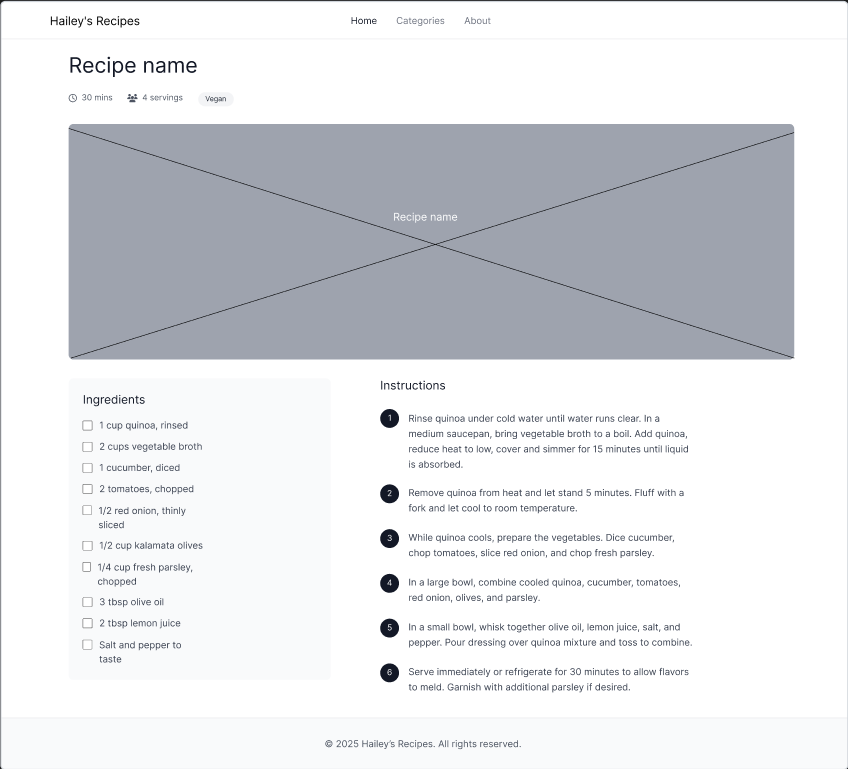 Hailey's Recipes
Home Categories About
Recipe name
30 mins 4 servings Vegan
Recipe name
Ingredients
1 cup quinoa, rinsed
2 cups vegetable broth
1 cucumber, diced
2 tomatoes, chopped
1/2 red onion, thinly
sliced
1/2 cup kalamata olives
1/4 cup fresh parsley,
chopped
3 tbsp olive oil
2 tbsp lemon juice
Salt and pepper to
taste
Instructions
1 Rinse quinoa under cold water until water runs clear. In a
medium saucepan, bring vegetable broth to a boil. Add quinoa,
reduce heat to low, cover and simmer for 15 minutes until liquid
is absorbed.
2 Remove quinoa from heat and let stand 5 minutes. Fluff with a
fork and let cool to room temperature.
3 While quinoa cools, prepare the vegetables. Dice cucumber,
chop tomatoes, slice red onion, and chop fresh parsley.
4 In a large bowl, combine cooled quinoa, cucumber, tomatoes,
red onion, olives, and parsley.
5 In a small bowl, whisk together olive oil, lemon juice, salt, and
pepper. Pour dressing over quinoa mixture and toss to combine.
6 Serve immediately or refrigerate for 30 minutes to allow flavors
to meld. Garnish with additional parsley if desired.
© 2025 Hailey's Recipes. All rights reserved.